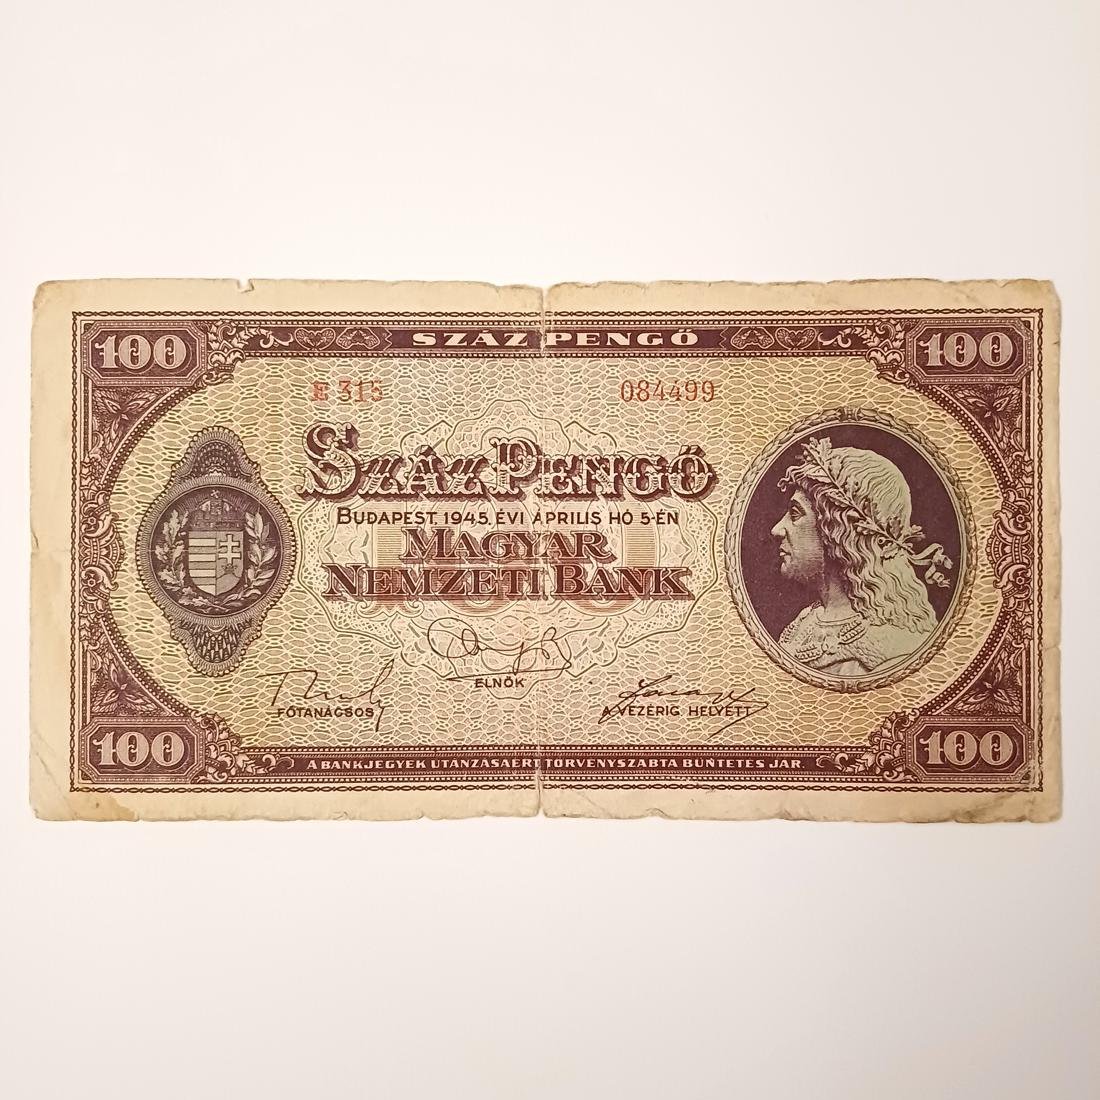 100 SZÁZ PENGŐ 100
E 315 084499
SZÁZ PENGŐ
BUDAPEST, 1945. ÉVI ÁPRILIS HÓ 5-ÉN
MAGYAR
NEMZETI BANK
FŐTANÁCSOS
ELNÖK
A VEZÉRIG HELYETT
100 A BANKJEGYEK UTÁNZÁSÁÉRT TÖRVÉNYSZABTA BÜNTETÉS JÁR. 100